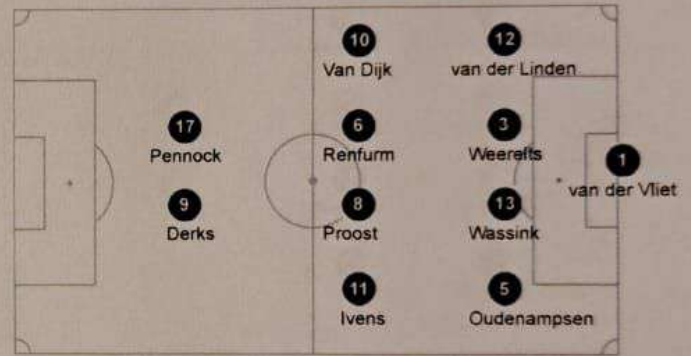 10
Van Dijk
12
van der Linden
17
Pennock
6
Renfurm
3
Weerefts
1
van der Vliet
9
Derks
8
Proost
13
Wassink
11
Ivens
5
Oudenampsen